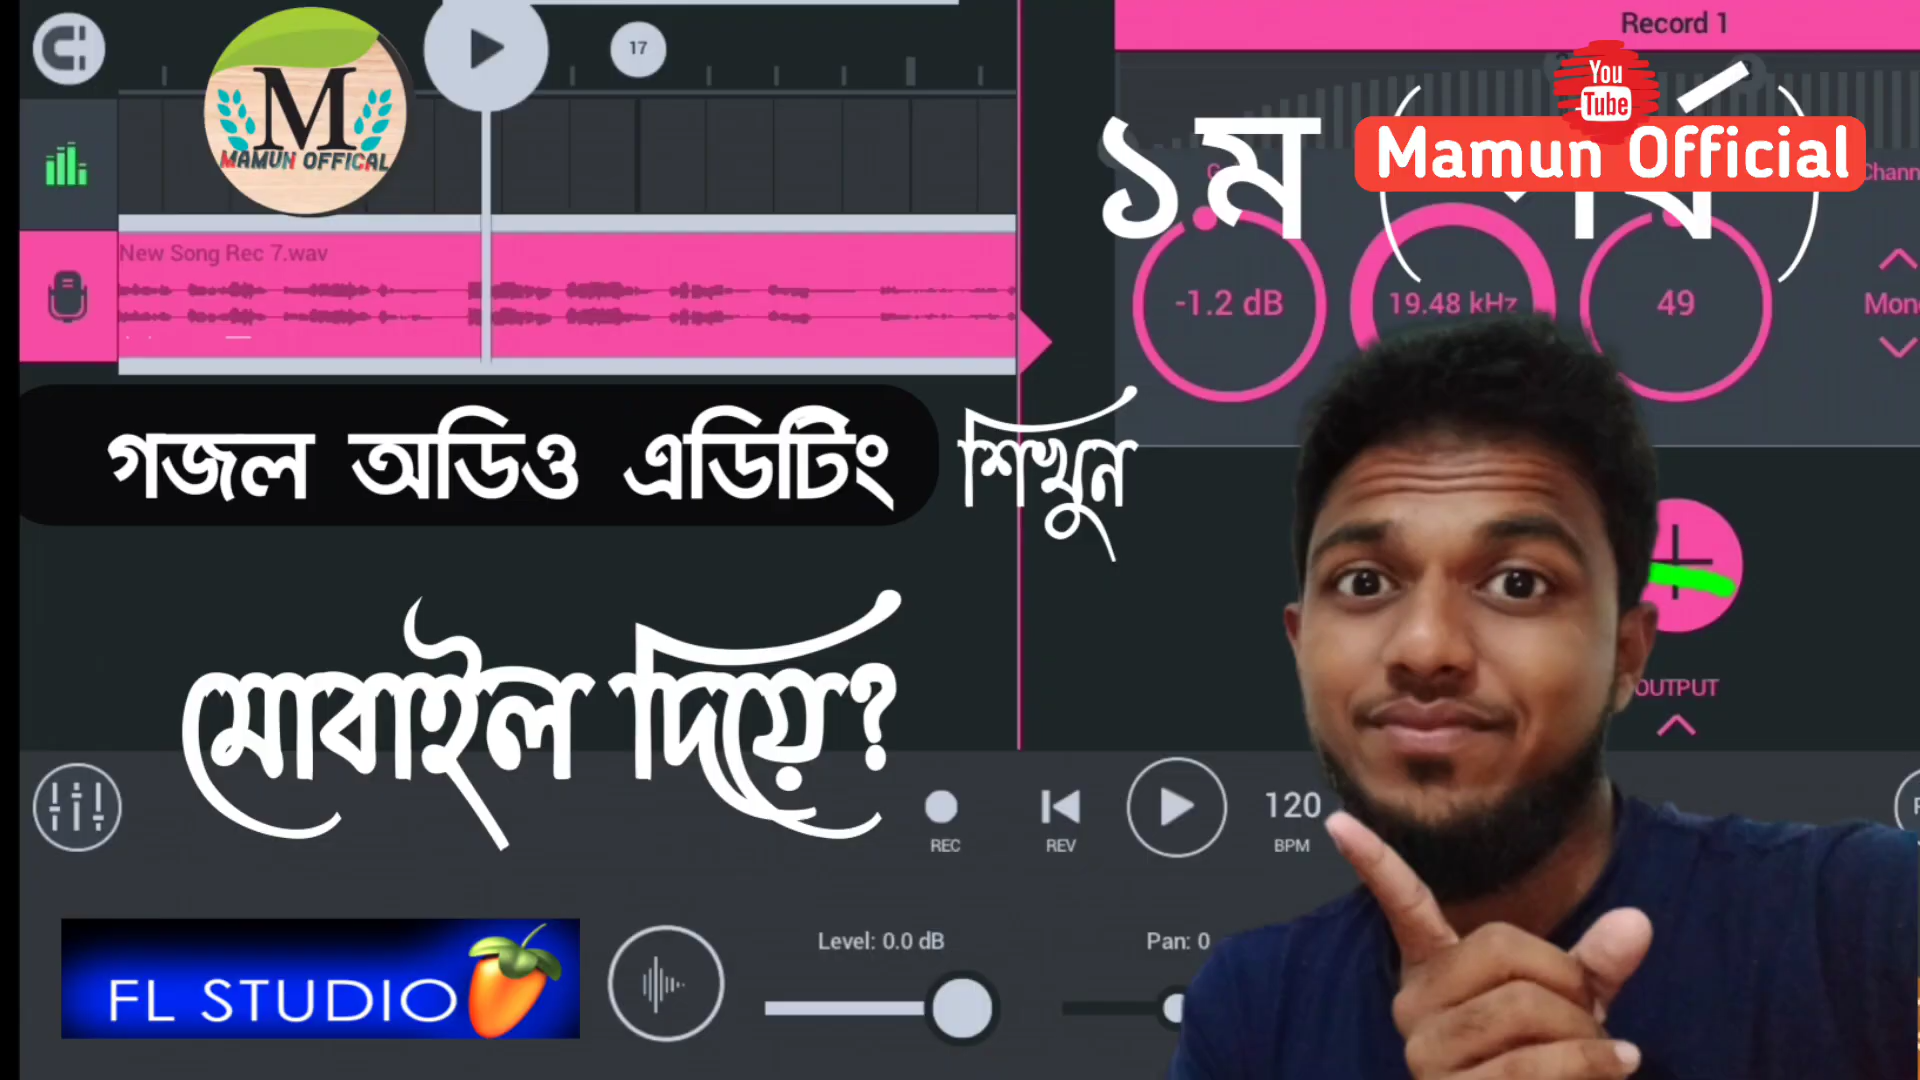 Record 1
17
M
MAMUN OFFICAL
You
Tube
১ম
Mamun Official
New Song Rec 7.wav
-1.2 dB
19.48 kHz
49
গজল অডিও এডিটিং শিখুন
মোবাইল দিয়ে?
OUTPUT
120
REC
REV
BPM
Level: 0.0 dB
Pan: 0
FL STUDIO